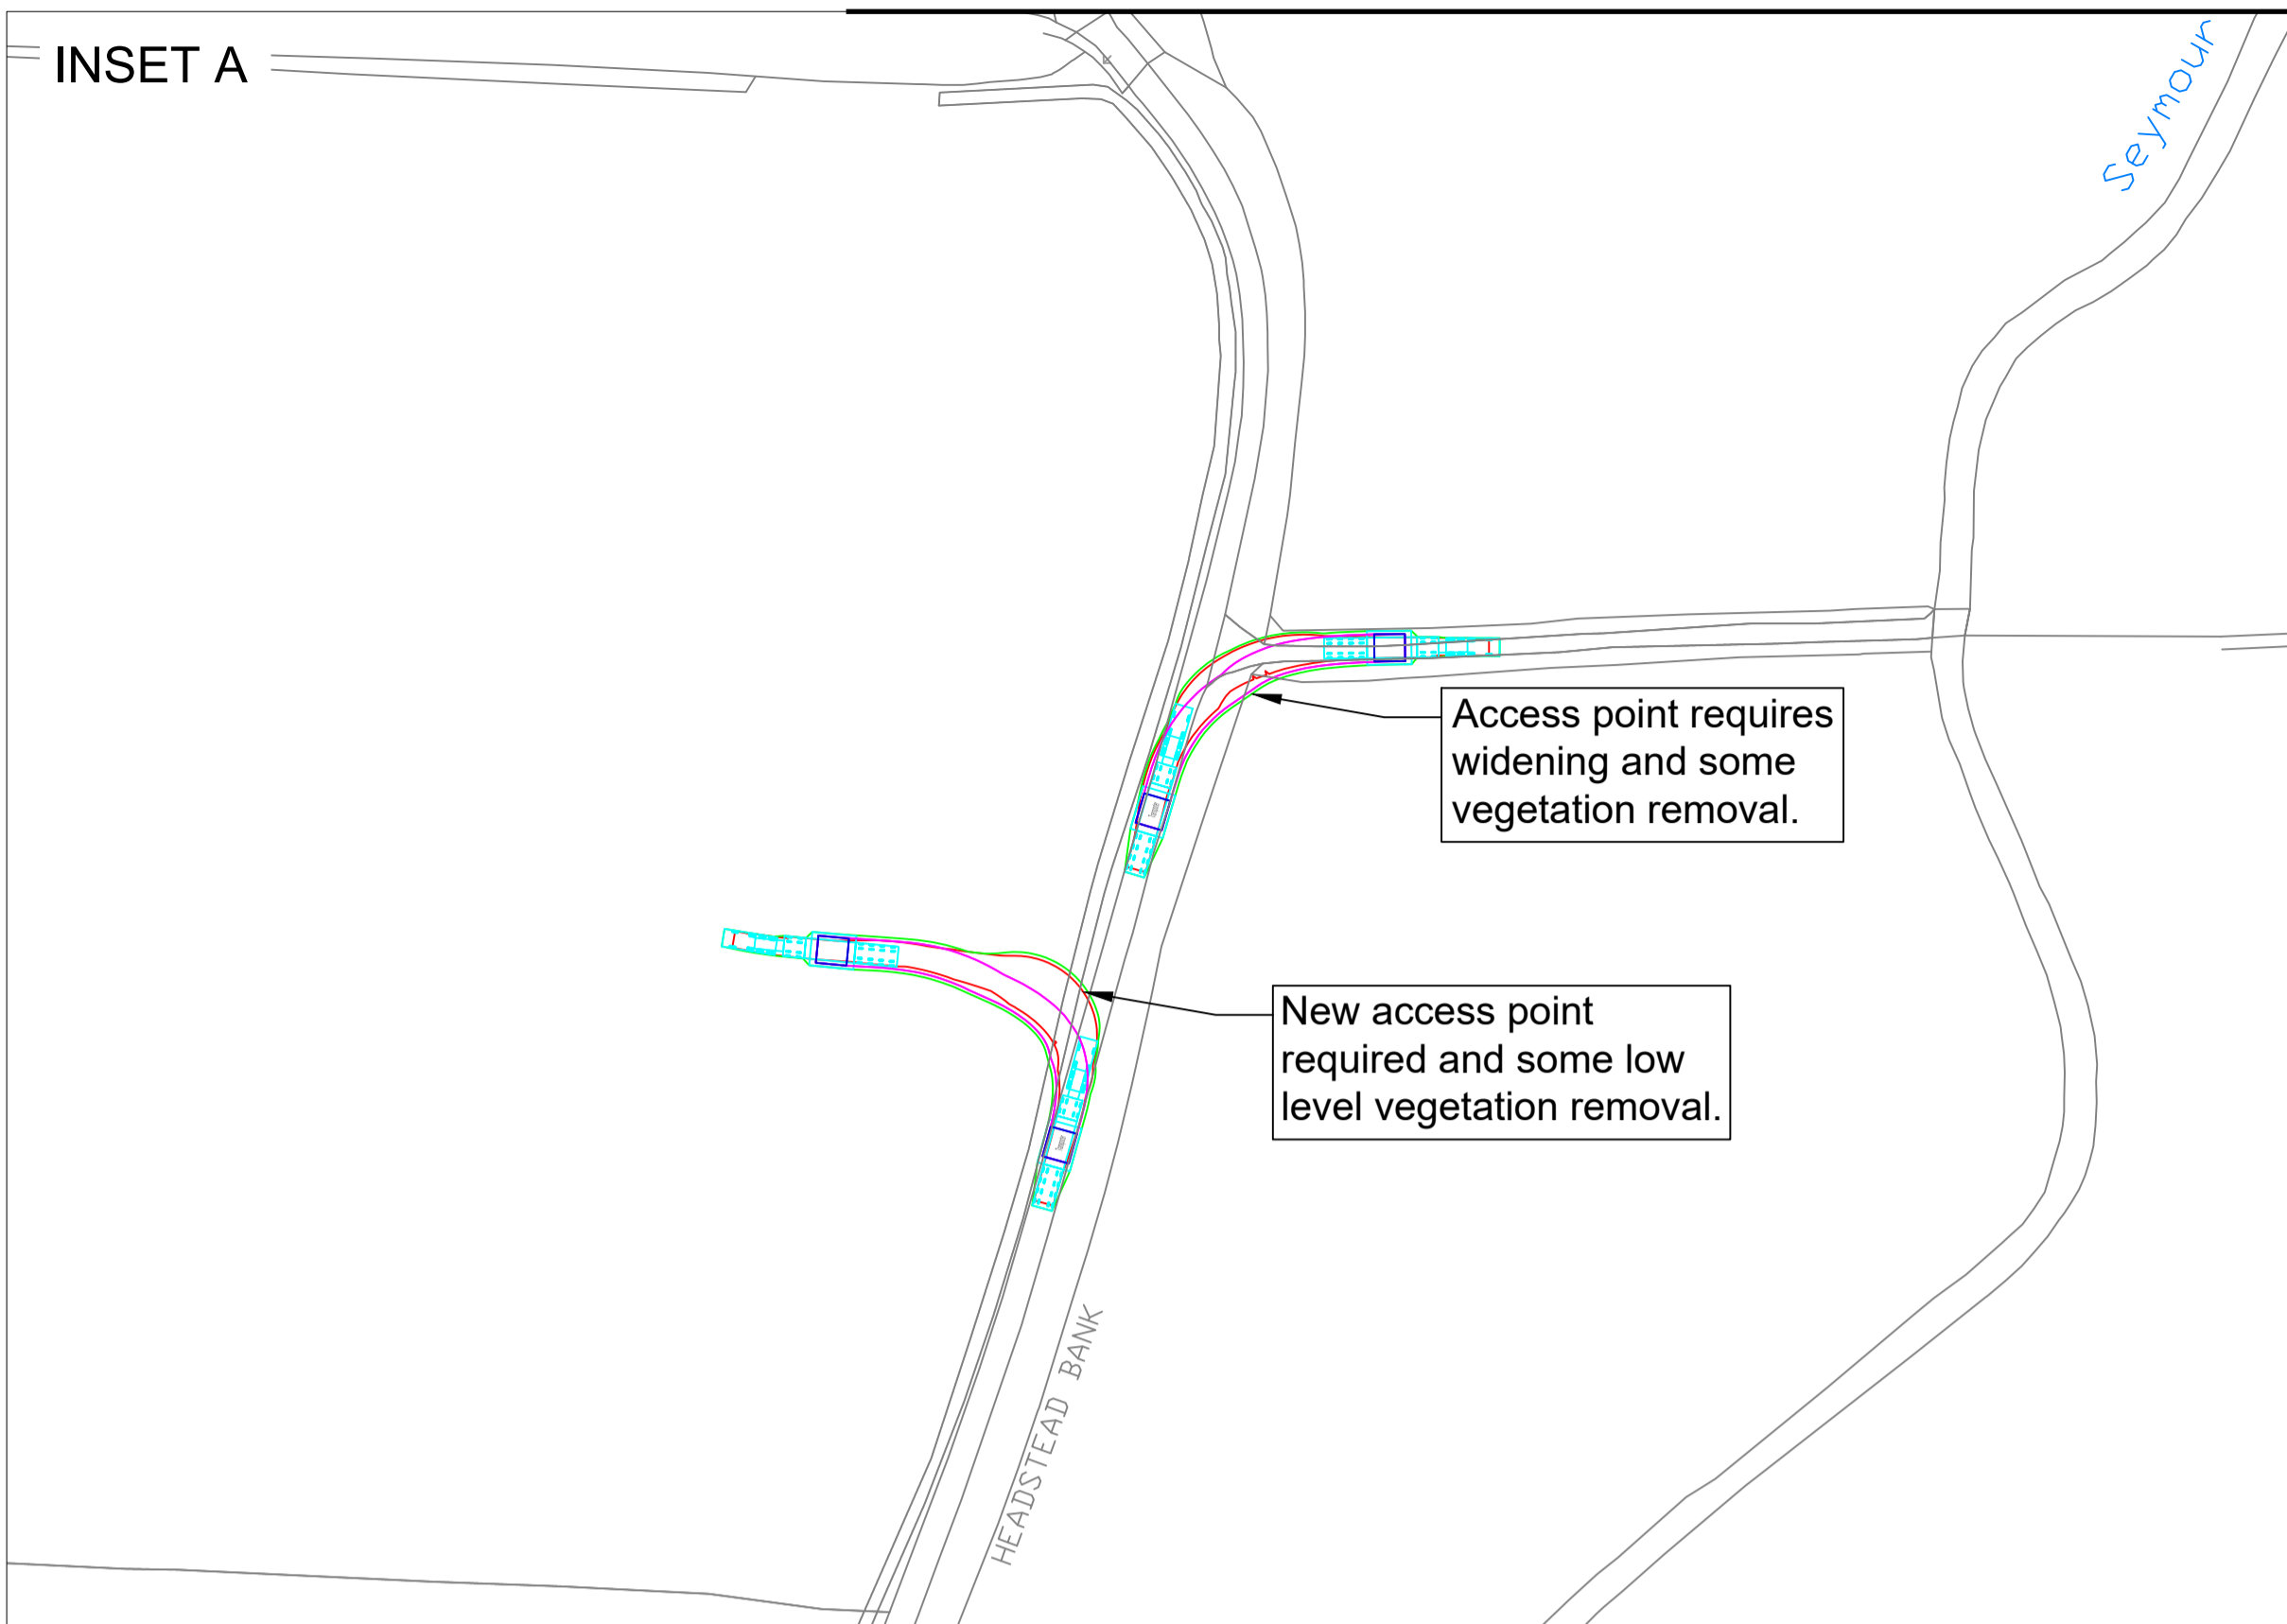 INSET A
Seymour
Access point requires
widening and some
vegetation removal.
New access point
required and some low
level vegetation removal.
HEADSTEAD BANK